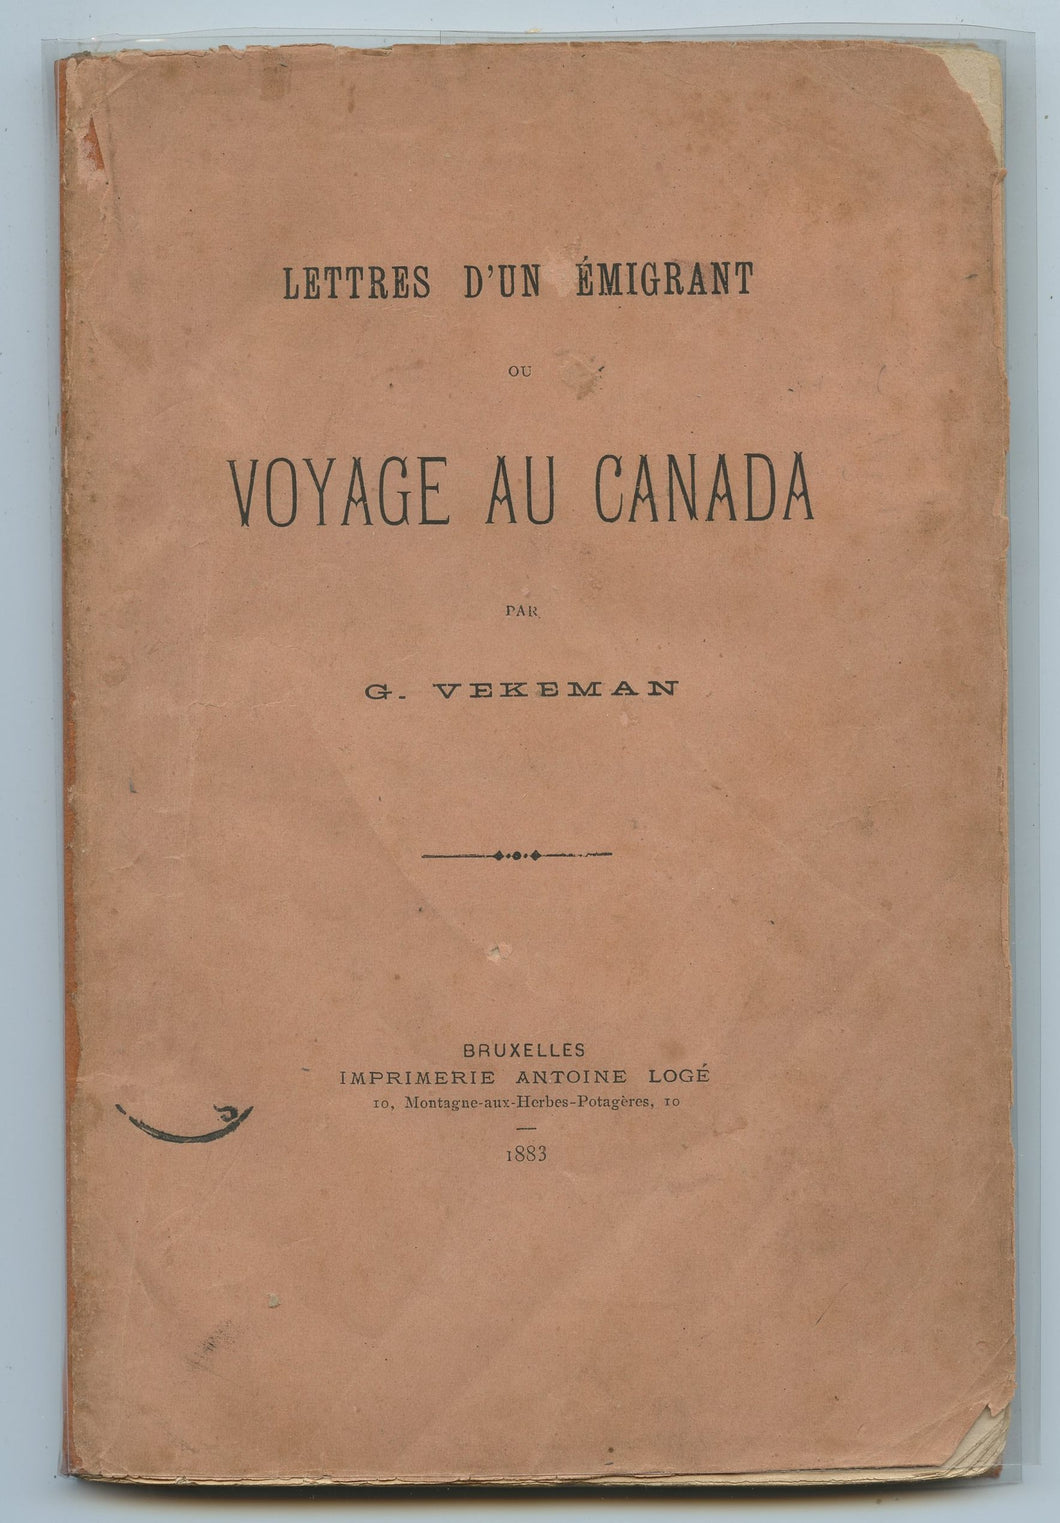 LETTRES D'UN ÉMIGRANT
OU
VOYAGE AU CANADA
PAR
G. VEKEMAN
BRUXELLES
IMPRIMERIE ANTOINE LOGÉ
10, Montagne-aux-Herbes-Potagères, 10
1883